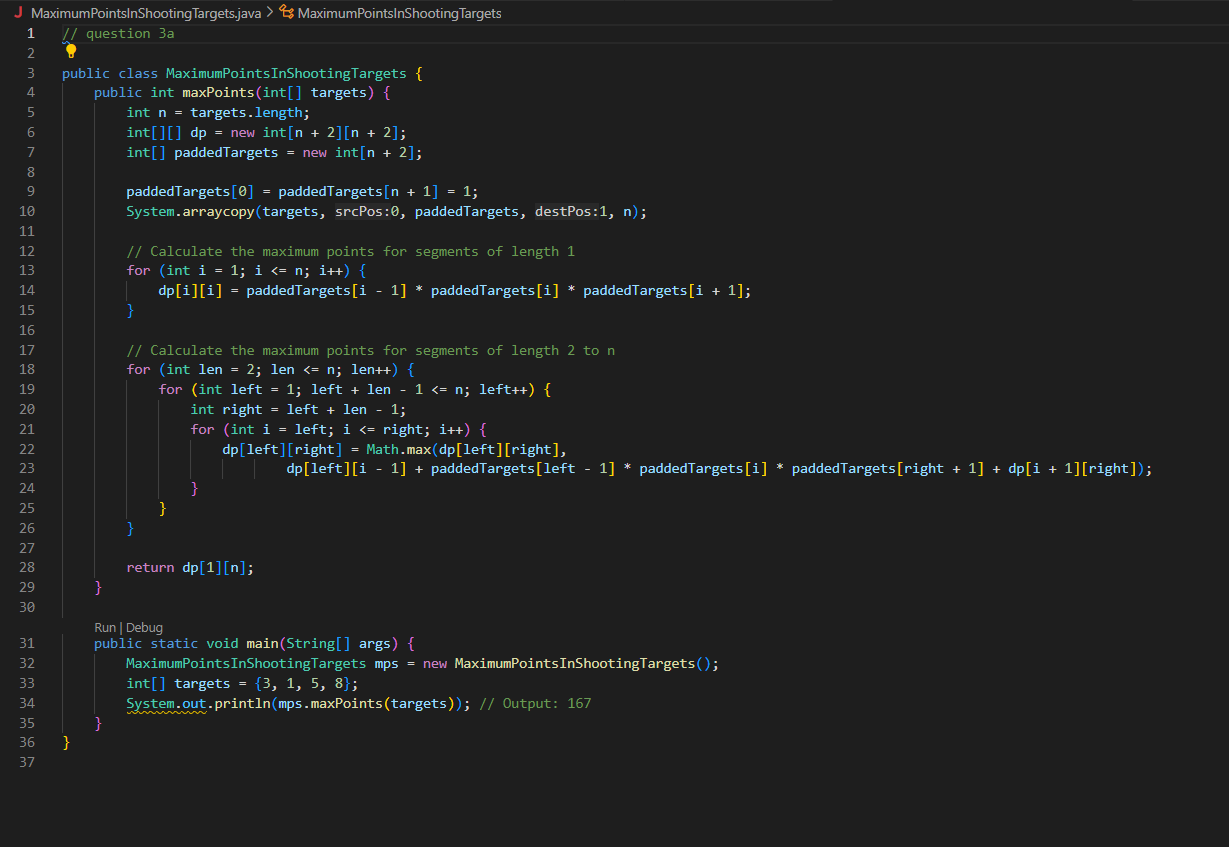 MaximumPointsInShootingTargets.java > MaximumPointsInShootingTargets
1 // question 3a
2
3 public class MaximumPointsInShootingTargets {
4     public int maxPoints(int[] targets) {
5         int n = targets.length;
6         int[][] dp = new int[n + 2][n + 2];
7         int[] paddedTargets = new int[n + 2];
8
9         paddedTargets[0] = paddedTargets[n + 1] = 1;
10         System.arraycopy(targets, srcPos:0, paddedTargets, destPos:1, n);
11
12         // Calculate the maximum points for segments of length 1
13         for (int i = 1; i <= n; i++) {
14             dp[i][i] = paddedTargets[i - 1] * paddedTargets[i] * paddedTargets[i + 1];
15         }
16
17         // Calculate the maximum points for segments of length 2 to n
18         for (int len = 2; len <= n; len++) {
19             for (int left = 1; left + len - 1 <= n; left++) {
20                 int right = left + len - 1;
21                 for (int i = left; i <= right; i++) {
22                     dp[left][right] = Math.max(dp[left][right],
23                             dp[left][i - 1] + paddedTargets[left - 1] * paddedTargets[i] * paddedTargets[right + 1] + dp[i + 1][right]);
24                 }
25             }
26         }
27
28         return dp[1][n];
29     }
30
Run | Debug
31     public static void main(String[] args) {
32         MaximumPointsInShootingTargets mps = new MaximumPointsInShootingTargets();
33         int[] targets = {3, 1, 5, 8};
34         System.out.println(mps.maxPoints(targets)); // Output: 167
35     }
36 }
37